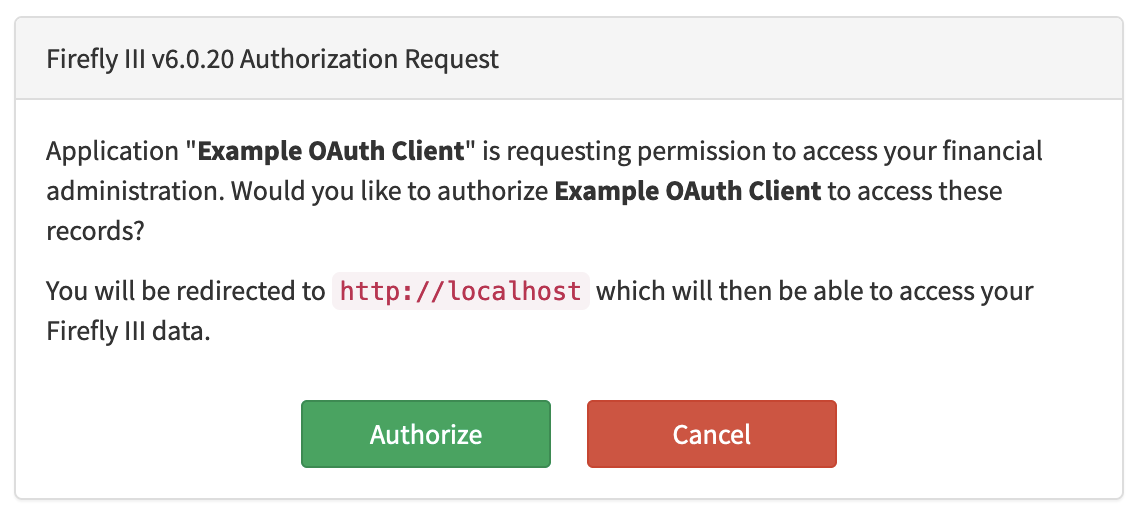 Firefly III v6.0.20 Authorization Request
Application "Example OAuth Client" is requesting permission to access your financial
administration. Would you like to authorize Example OAuth Client to access these
records?
You will be redirected to http://localhost which will then be able to access your
Firefly III data.
Authorize
Cancel